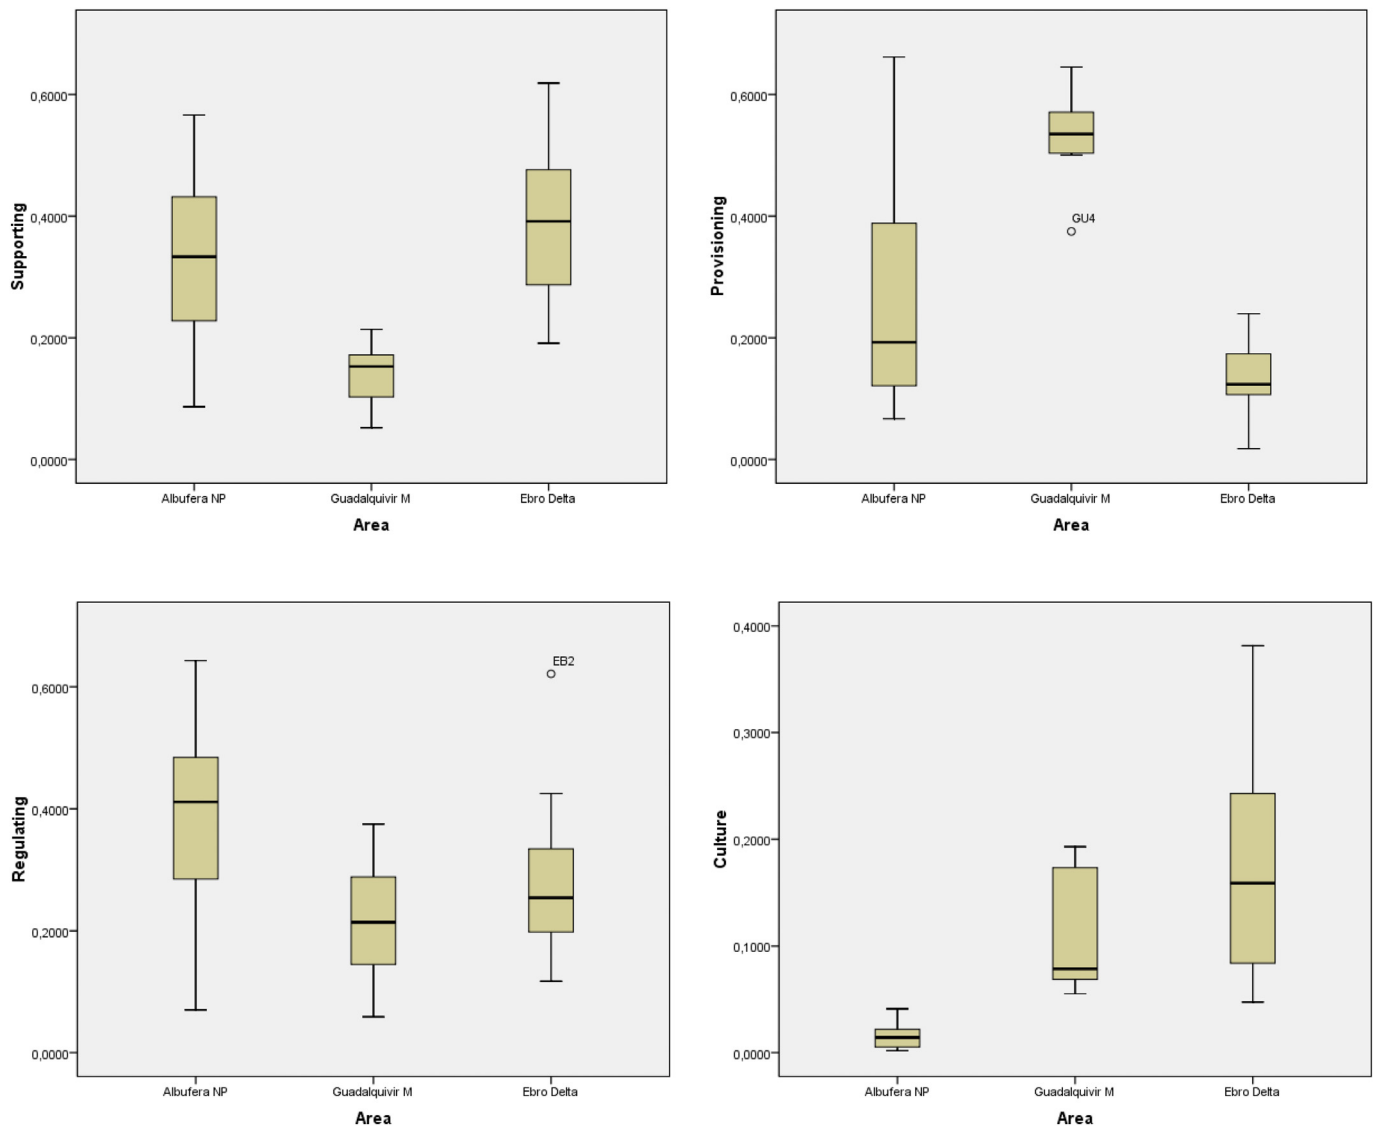 Supporting
0,6000
0,4000
0,2000
0,0000
Albufera NP
Guadalquivir M
Ebro Delta
Area
Provisioning
0,6000
0,4000
0,2000
0,0000
GU4
Albufera NP
Guadalquivir M
Ebro Delta
Area
Regulating
0,6000
0,4000
0,2000
0,0000
EB2
Albufera NP
Guadalquivir M
Ebro Delta
Area
Culture
0,4000
0,3000
0,2000
0,1000
0,0000
Albufera NP
Guadalquivir M
Ebro Delta
Area